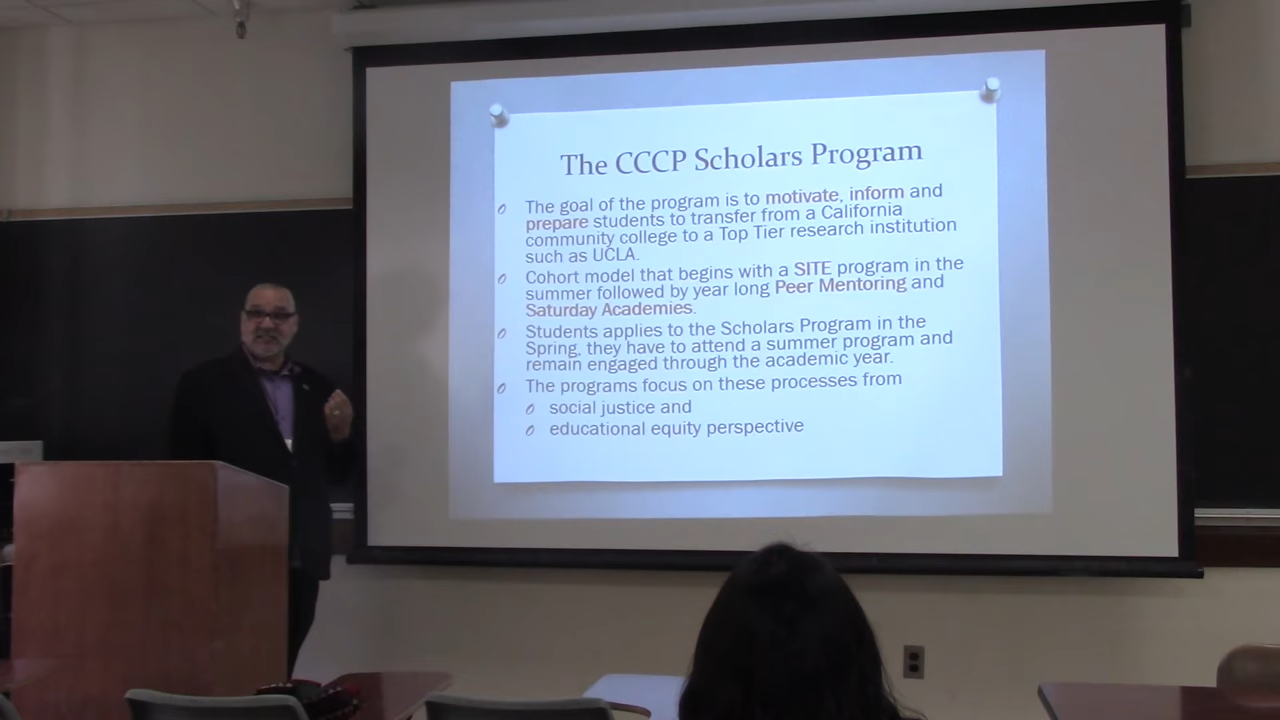 The CCCP Scholars Program
The goal of the program is to motivate, inform and
prepare students to transfer from a California
community college to a Top Tier research institution
such as UCLA.
Cohort model that begins with a SITE program in the
summer followed by year long Peer Mentoring and
Saturday Academies.
Students applies to the Scholars Program in the
Spring, they have to attend a summer program and
remain engaged through the academic year.
The programs focus on these processes from
social justice and
educational equity perspective